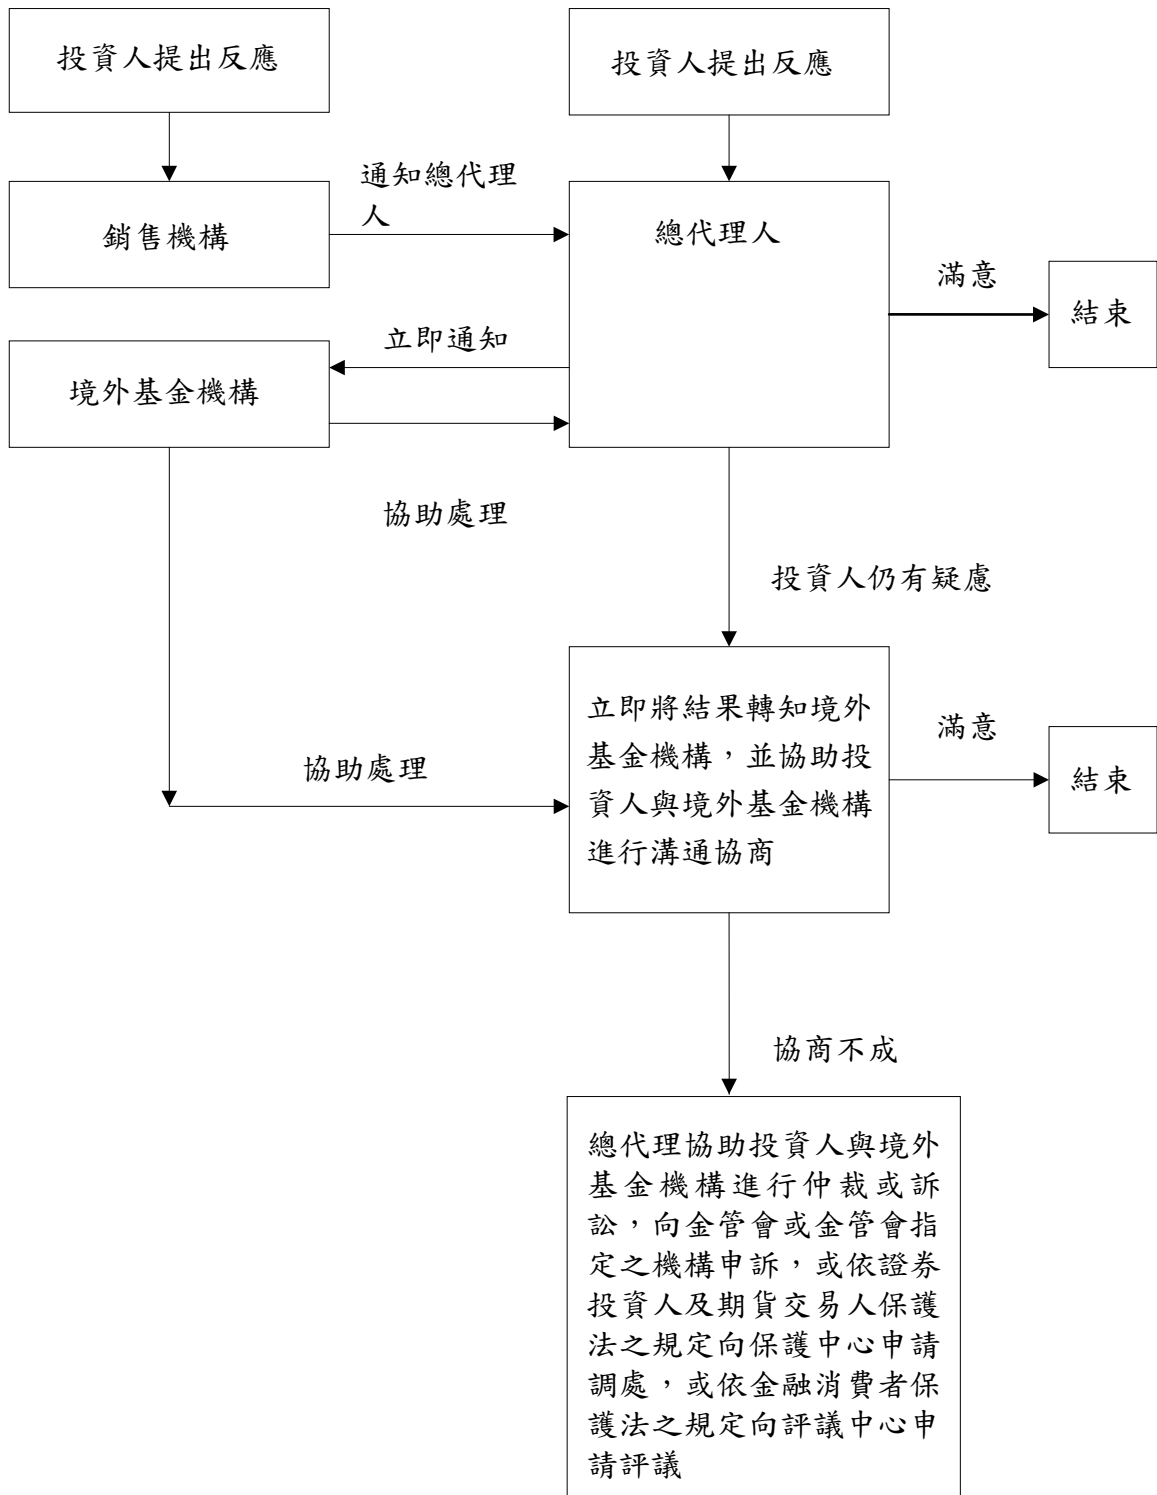 投資人提出反應
投資人提出反應
通知總代理
人
銷售機構
總代理人
滿意
結束
立即通知
境外基金機構
協助處理
投資人仍有疑慮
立即將結果轉知境外
基金機構，並協助投
資人與境外基金機構
進行溝通協商
滿意
結束
協助處理
協商不成
總代理協助投資人與境外
基金機構進行仲裁或訴
訟，向金管會或金管會指
定之機構申訴，或依證券
投資人及期貨交易人保護
法之規定向保護中心申請
調處，或依金融消費者保
護法之規定向評議中心申
請評議